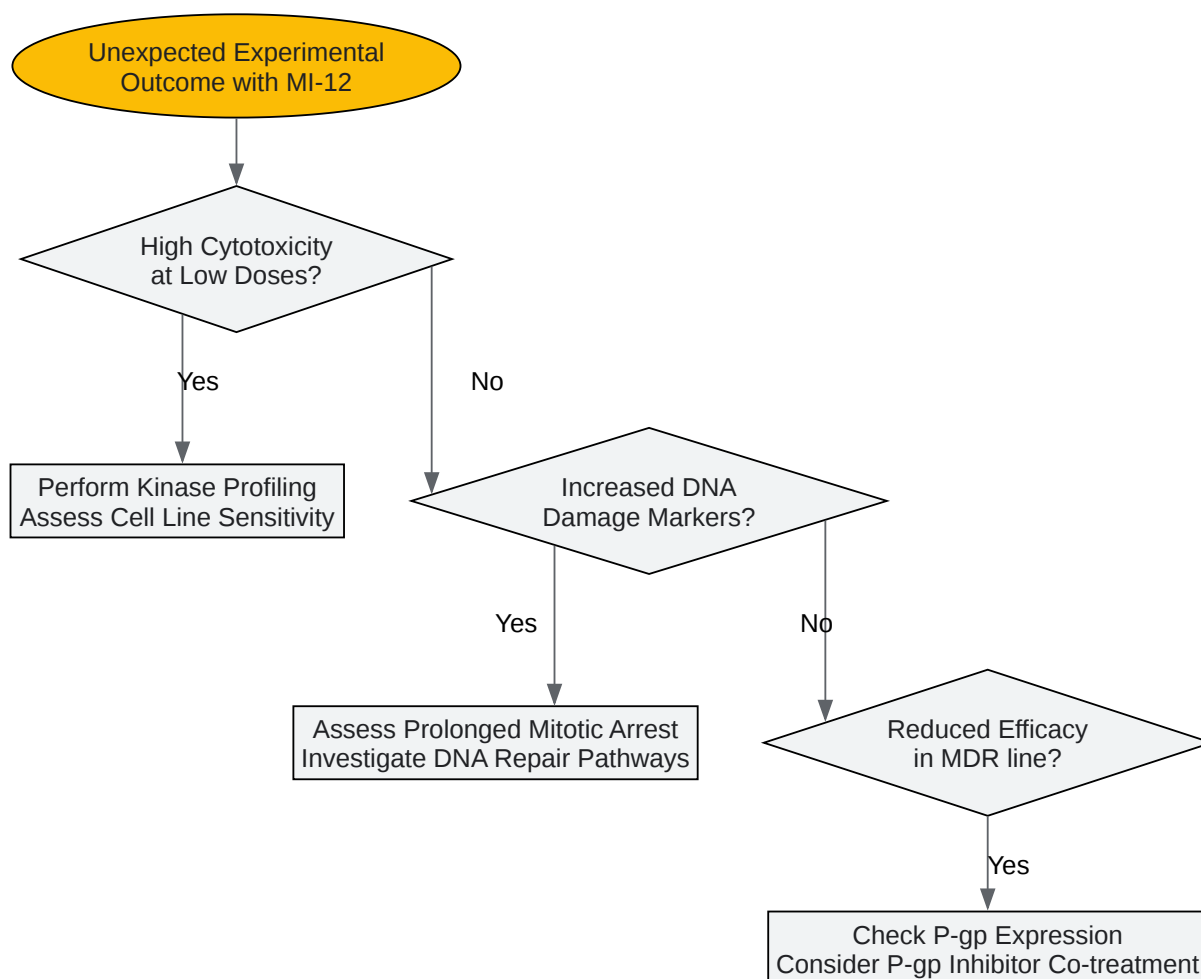 Unexpected Experimental
Outcome with MI-12
High Cytotoxicity
at Low Doses?
Yes
No
Perform Kinase Profiling
Assess Cell Line Sensitivity
Increased DNA
Damage Markers?
Yes
No
Assess Prolonged Mitotic Arrest
Investigate DNA Repair Pathways
Reduced Efficacy
in MDR line?
Yes
Check P-gp Expression
Consider P-gp Inhibitor Co-treatment